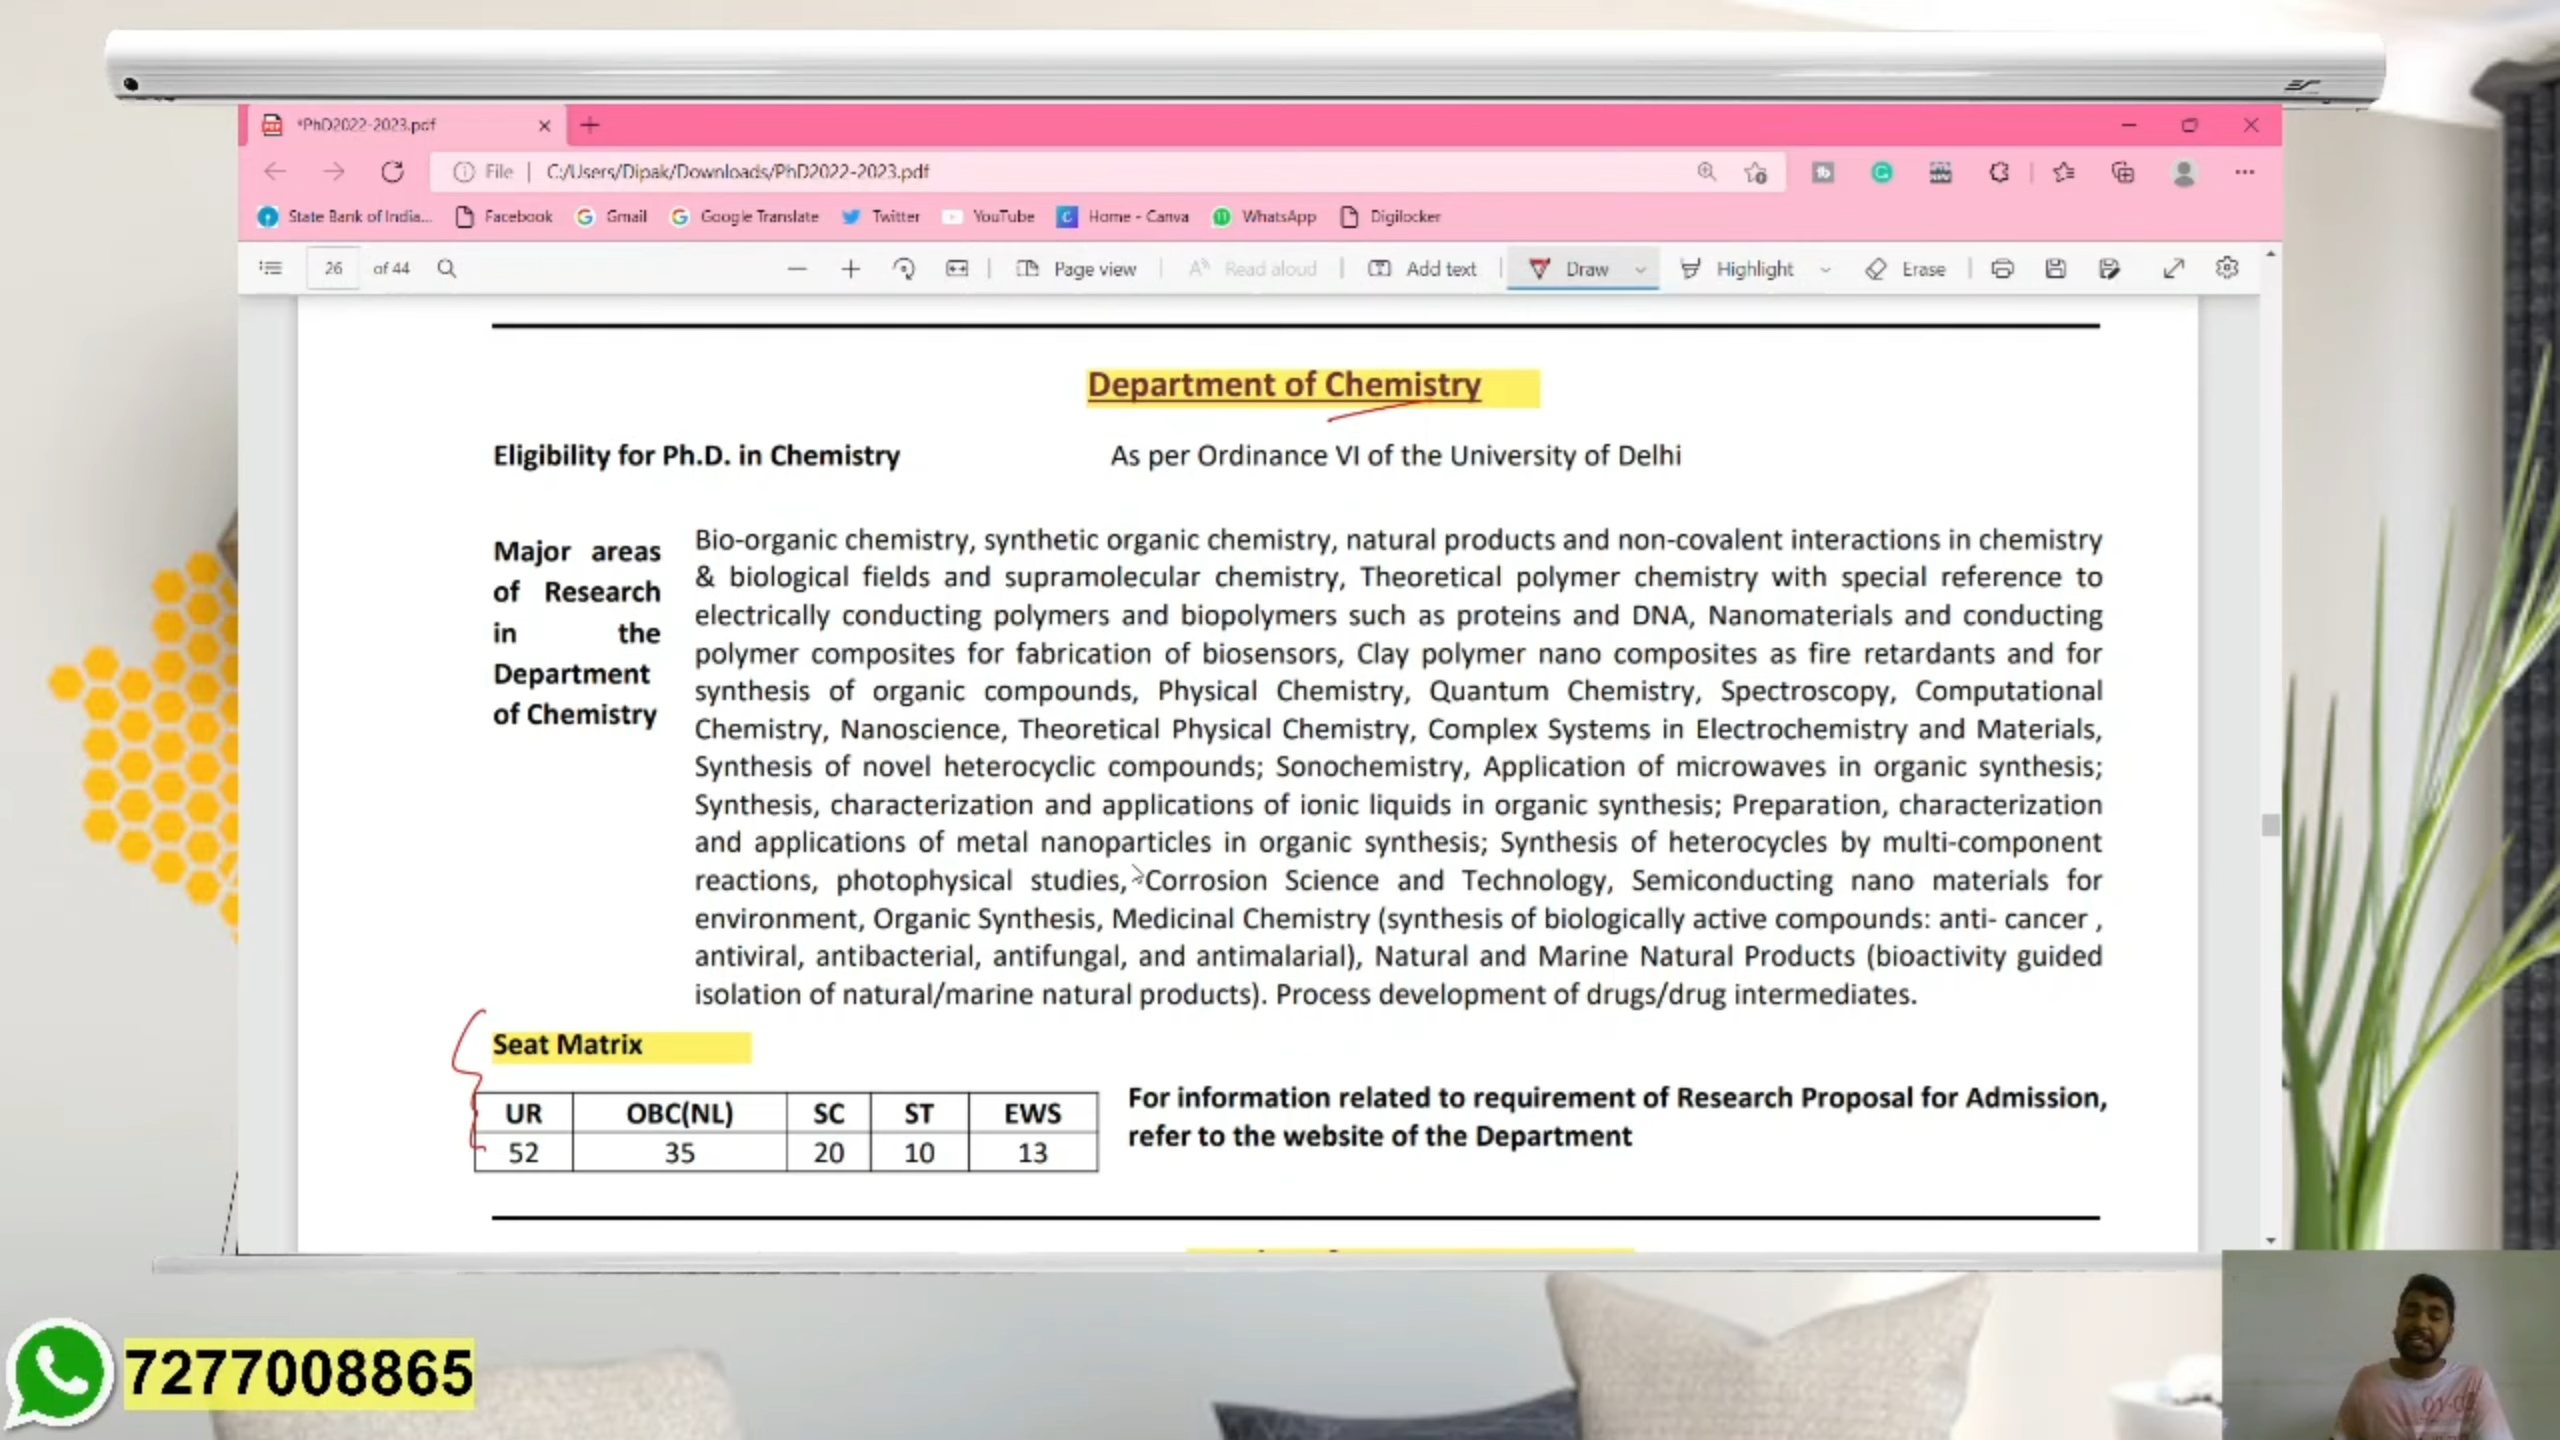 *PhD2022-2023.pdf
File | C:/Users/Dipak/Downloads/PhD2022-2023.pdf
State Bank of India... Facebook Gmail Google Translate Twitter YouTube Home - Canva WhatsApp Digilocker
26 of 44 Page view Read aloud Add text Draw Highlight Erase
Department of Chemistry
Eligibility for Ph.D. in Chemistry As per Ordinance VI of the University of Delhi
Major areas
of Research
in the
Department
of Chemistry
Bio-organic chemistry, synthetic organic chemistry, natural products and non-covalent interactions in chemistry
& biological fields and supramolecular chemistry, Theoretical polymer chemistry with special reference to
electrically conducting polymers and biopolymers such as proteins and DNA, Nanomaterials and conducting
polymer composites for fabrication of biosensors, Clay polymer nano composites as fire retardants and for
synthesis of organic compounds, Physical Chemistry, Quantum Chemistry, Spectroscopy, Computational
Chemistry, Nanoscience, Theoretical Physical Chemistry, Complex Systems in Electrochemistry and Materials,
Synthesis of novel heterocyclic compounds; Sonochemistry, Application of microwaves in organic synthesis;
Synthesis, characterization and applications of ionic liquids in organic synthesis; Preparation, characterization
and applications of metal nanoparticles in organic synthesis; Synthesis of heterocycles by multi-component
reactions, photophysical studies, Corrosion Science and Technology, Semiconducting nano materials for
environment, Organic Synthesis, Medicinal Chemistry (synthesis of biologically active compounds: anti- cancer ,
antiviral, antibacterial, antifungal, and antimalarial), Natural and Marine Natural Products (bioactivity guided
isolation of natural/marine natural products). Process development of drugs/drug intermediates.
Seat Matrix
UR OBC(NL) SC ST EWS
52 35 20 10 13
For information related to requirement of Research Proposal for Admission,
refer to the website of the Department
7277008865